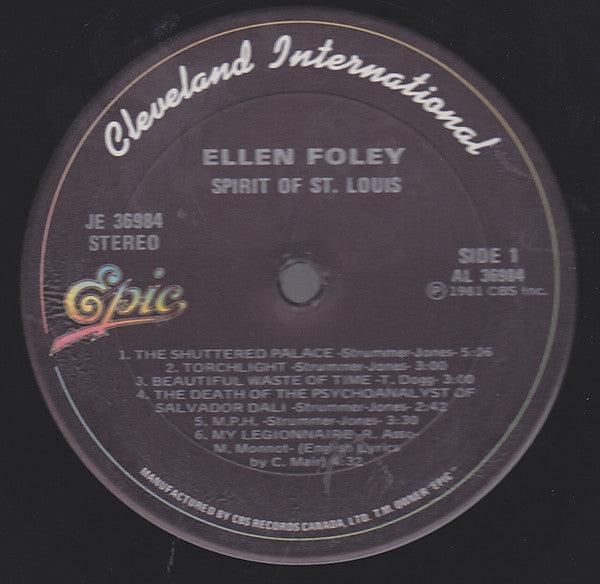 Cleveland International
ELLEN FOLEY
SPIRIT OF ST. LOUIS
JE 36984
STEREO
SIDE 1
AL 36984
Ⓟ 1981 CBS Inc.
Epic
1. THE SHUTTERED PALACE -Strummer-Jones- 5:06
2. TORCHLIGHT -Strummer-Jones- 3:00
3. BEAUTIFUL WASTE OF TIME -T. Dogg- 3:00
4. THE DEATH OF THE PSYCHOANALYST OF
SALVADOR DALI -Strummer-Jones- 2:42
5. M.P.H. -Strummer-Jones- 3:30
6. MY LEGIONNAIRE-R. Asso-
M. Monnot- (English Lyrics
by C. Mair) 4:32
MANUFACTURED BY CBS RECORDS CANADA, LTD. T.M. OWNER "EPIC"